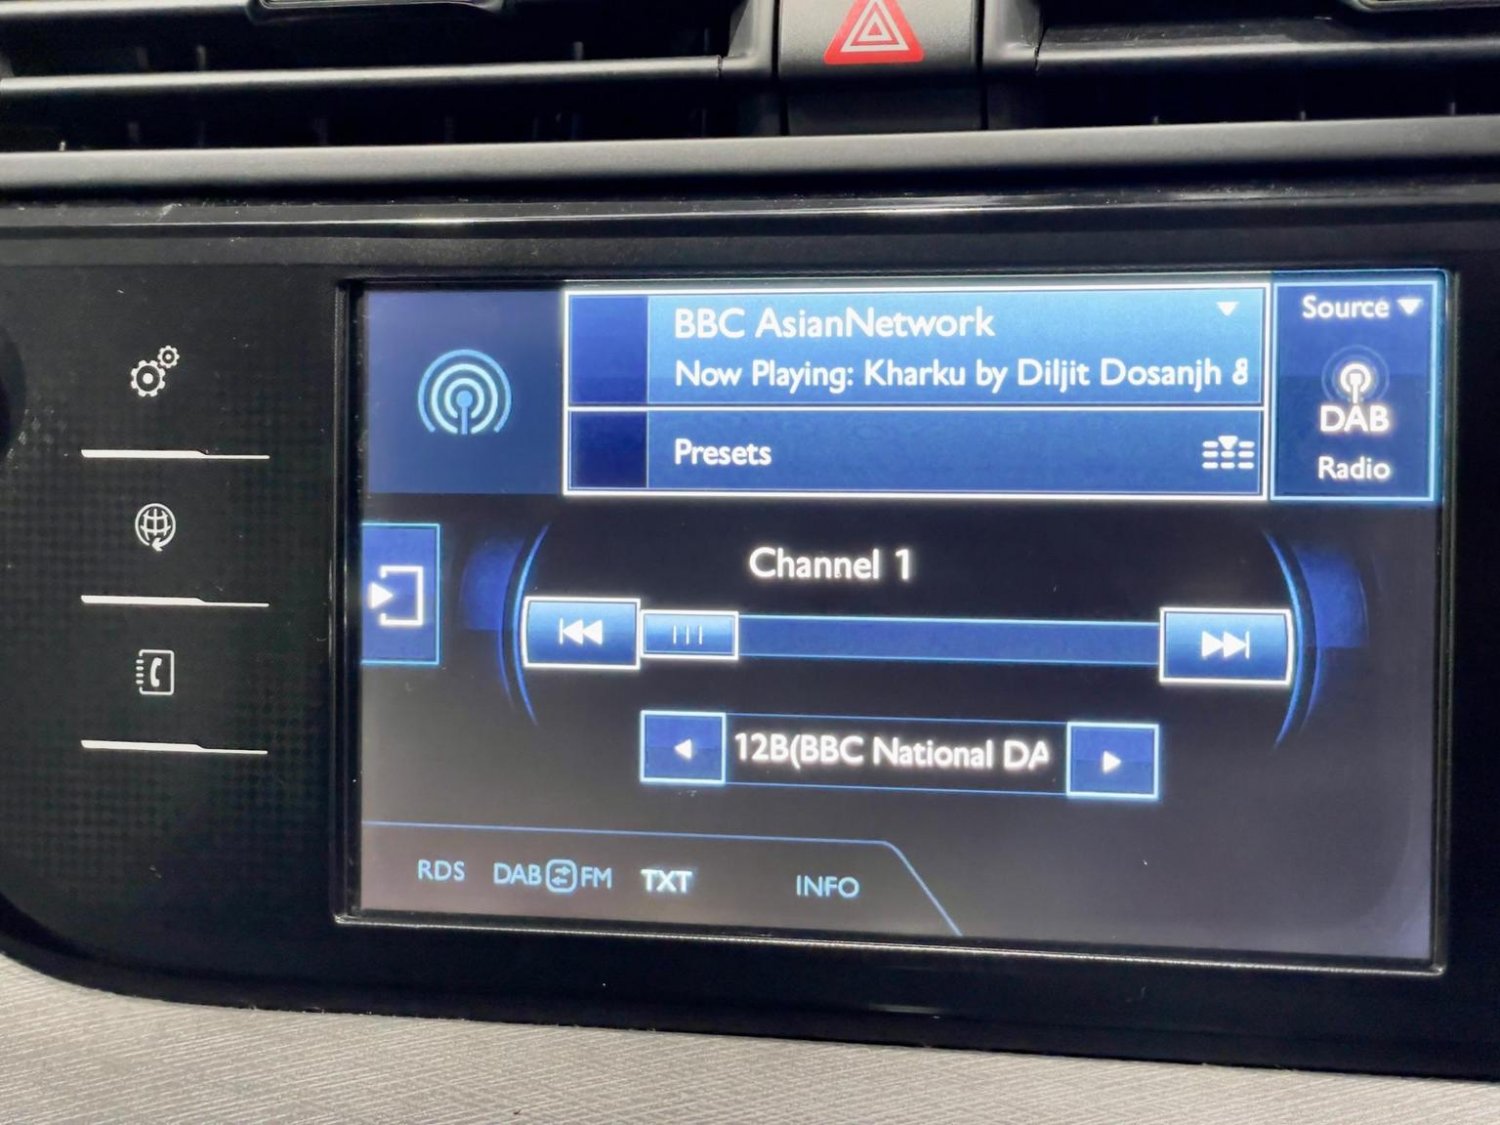 BBC AsianNetwork
Now Playing: Kharku by Diljit Dosanjh &
Source
DAB
Radio
Presets
Channel 1
12B(BBC National DA
RDS DAB FM TXT INFO